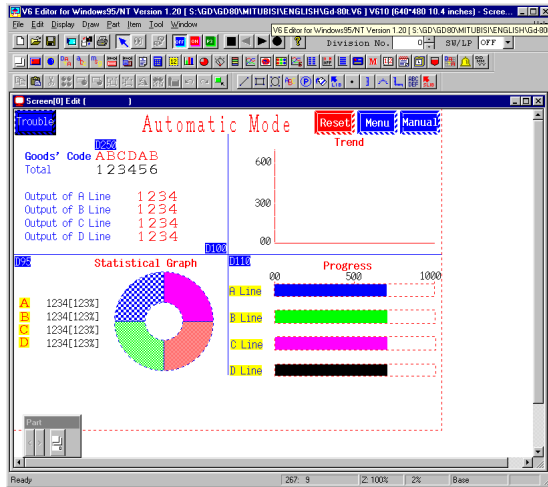 V6 Editor for Windows95/NT Version 1.20 [ S:\GD\GD80\MITUBISI\ENGLISH\Gd-80t.V6 ] V610 (640*480 10.4 inches) - Scree...
File Edit Display Draw Part Item Tool Window
V6 Editor for Windows95/NT Version 1.20 [ S:\GD\GD80\MITUBISI\ENGLISH\Gd-80
Division No. 0 SW/LP OFF
Screen[0] Edit ( )
Trouble Automatic Mode Reset Menu Manual
D250 Trend
Goods' Code ABCDAB
Total 123456
600
Output of A Line 1234
Output of B Line 1234
300
Output of C Line 1234
Output of D Line 1234
00
D100
D95 Statistical Graph D110 Progress
00 500 1000
A Line
A 1234[123%]
B 1234[123%] B Line
C 1234[123%]
D 1234[123%] C Line
D Line
Part
Ready 267: 9 Z: 100% 2% Base